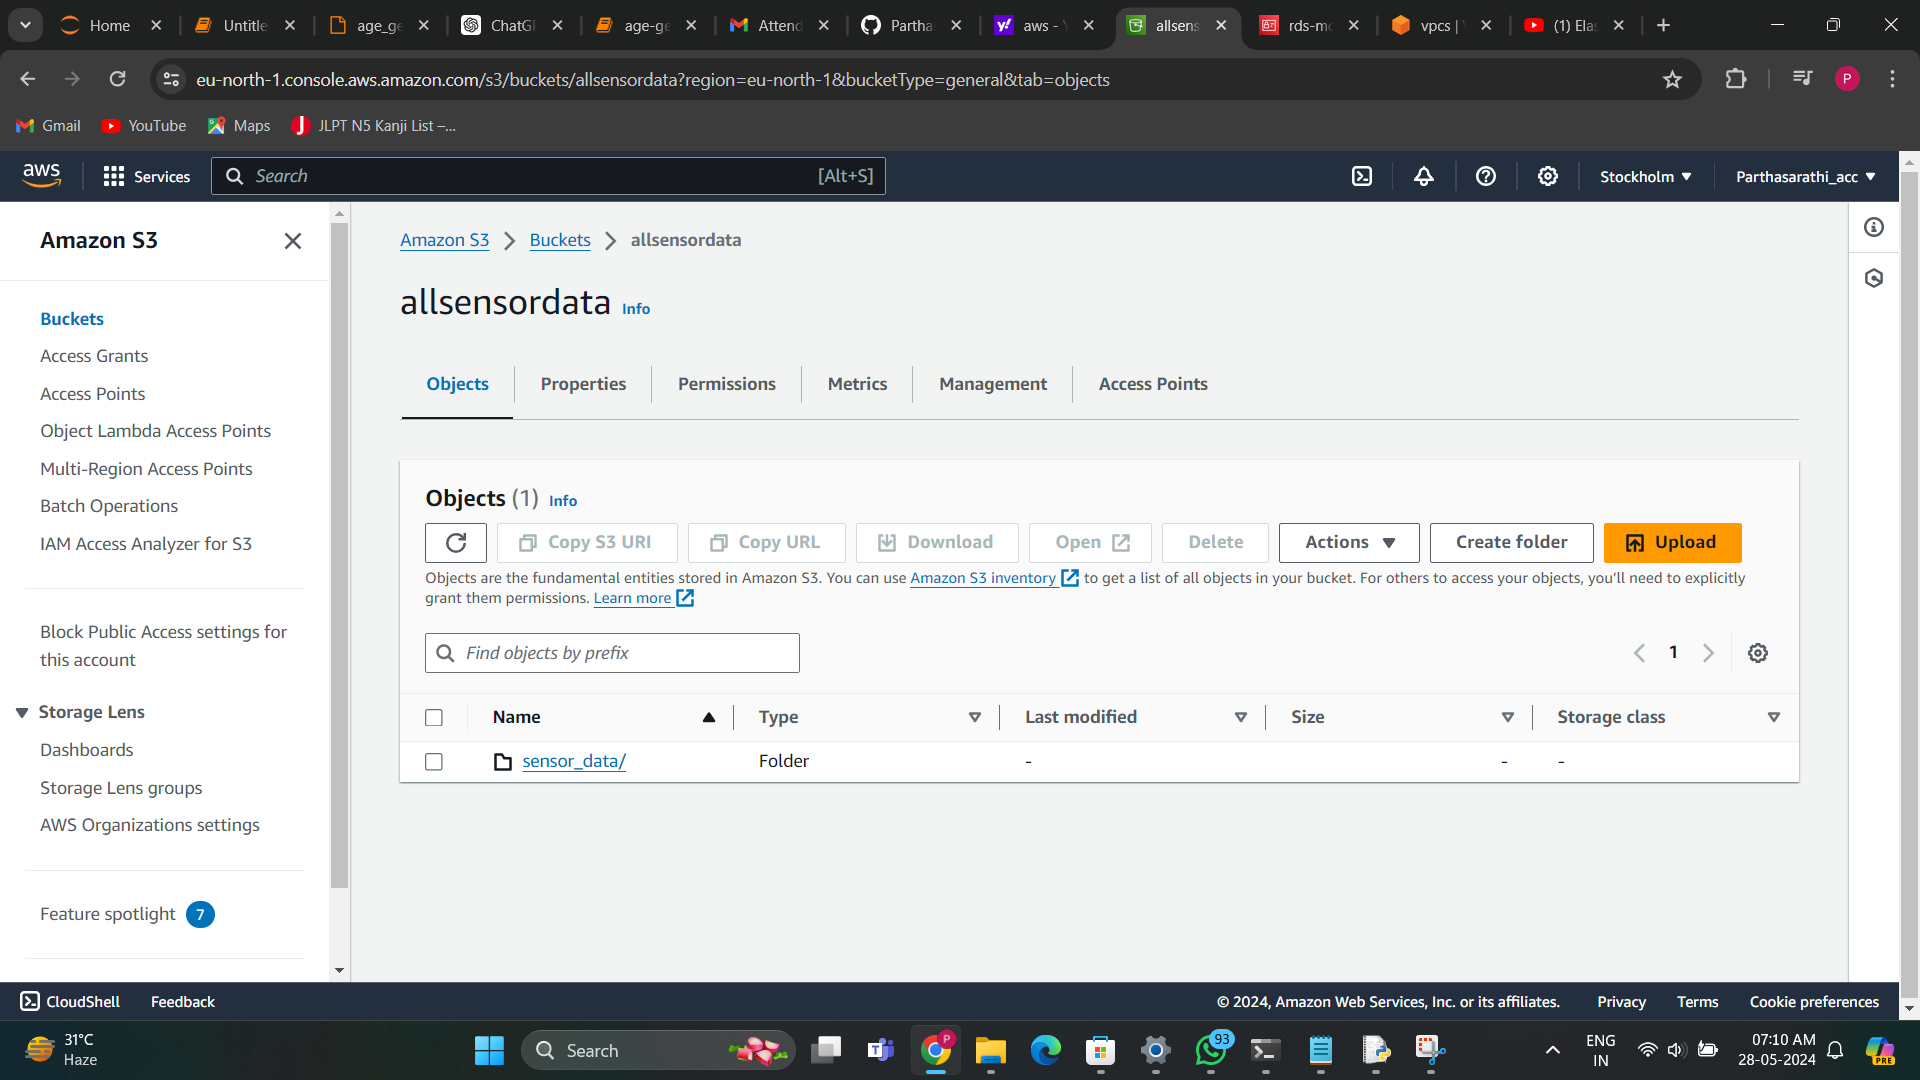 Home
Untitle
age_ge
ChatGP
age-ge
Attend
Partha
aws -
allsens
rds-mo
vpcs |
(1) Elas
eu-north-1.console.aws.amazon.com/s3/buckets/allsensordata?region=eu-north-1&bucketType=general&tab=objects
P
Gmail
YouTube
Maps
JLPT N5 Kanji List –...
aws
Services
Search
[Alt+S]
Stockholm
Parthasarathi_acc
Amazon S3
Buckets
Access Grants
Access Points
Object Lambda Access Points
Multi-Region Access Points
Batch Operations
IAM Access Analyzer for S3
Block Public Access settings for
this account
Storage Lens
Dashboards
Storage Lens groups
AWS Organizations settings
Feature spotlight 7
Amazon S3 > Buckets > allsensordata
allsensordata Info
Objects
Properties
Permissions
Metrics
Management
Access Points
Objects (1) Info
Copy S3 URI
Copy URL
Download
Open
Delete
Actions
Create folder
Upload
Objects are the fundamental entities stored in Amazon S3. You can use Amazon S3 inventory to get a list of all objects in your bucket. For others to access your objects, you’ll need to explicitly
grant them permissions. Learn more
Find objects by prefix
1
Name Type Last modified Size Storage class
sensor_data/ Folder - - -
CloudShell
Feedback
© 2024, Amazon Web Services, Inc. or its affiliates.
Privacy
Terms
Cookie preferences
31°C
Haze
Search
P
93
ENG
IN
07:10 AM
28-05-2024
PRE